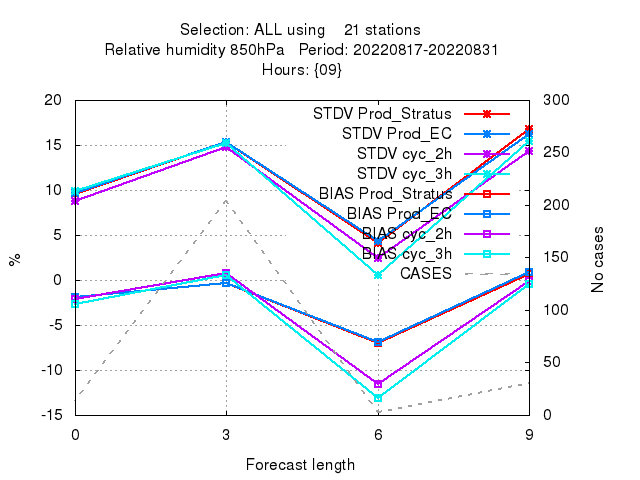 Selection: ALL using    21 stations
Relative humidity 850hPa   Period: 20220817-20220831
Hours: {09}
20
15
10
5
0
-5
-10
-15
%
STDV Prod_Stratus
STDV Prod_EC
STDV cyc_2h
STDV cyc_3h
BIAS Prod_Stratus
BIAS Prod_EC
BIAS cyc_2h
BIAS cyc_3h
CASES
300
250
200
150
100
50
0
No cases
0 3 6 9
Forecast length